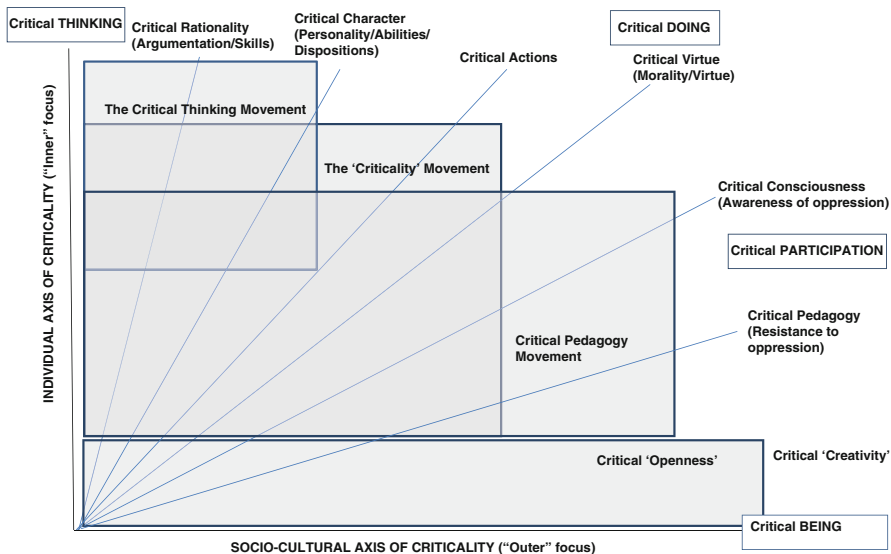 Critical THINKING
Critical Rationality
(Argumentation/Skills)
Critical Character
(Personality/Abilities/
Dispositions)
Critical Actions
Critical DOING
Critical Virtue
(Morality/Virtue)
The Critical Thinking Movement
The ‘Criticality’ Movement
Critical Consciousness
(Awareness of oppression)
Critical PARTICIPATION
Critical Pedagogy
(Resistance to
oppression)
Critical Pedagogy
Movement
Critical ‘Openness’
Critical ‘Creativity’
Critical BEING
INDIVIDUAL AXIS OF CRITICALITY (“Inner” focus)
SOCIO-CULTURAL AXIS OF CRITICALITY (“Outer” focus)